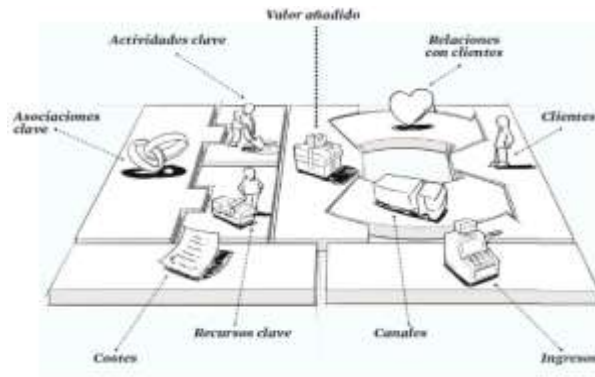 Valor añadido
Actividades clave
Relaciones
con clientes
Asociaciones
clave
Clientes
Costes
Recursos clave
Canales
Ingresos